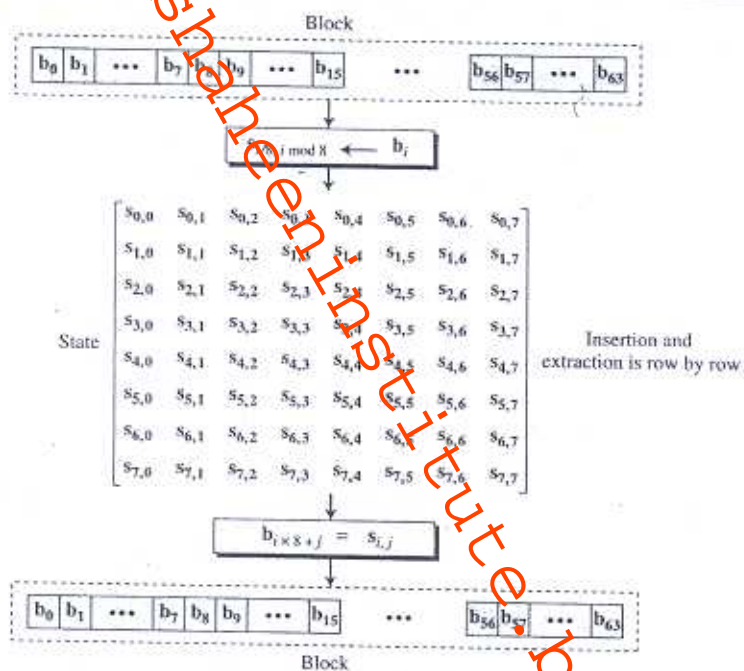 Block
b0 b1 ••• b7 b8 b9 ••• b15 ••• b56 b57 ••• b63
i mod 8 ← bi
s0,0 s0,1 s0,2 s0,3 s0,4 s0,5 s0,6 s0,7
s1,0 s1,1 s1,2 s1,3 s1,4 s1,5 s1,6 s1,7
s2,0 s2,1 s2,2 s2,3 s2,4 s2,5 s2,6 s2,7
s3,0 s3,1 s3,2 s3,3 s3,4 s3,5 s3,6 s3,7
State
Insertion and
extraction is row by row
s4,0 s4,1 s4,2 s4,3 s4,4 s4,5 s4,6 s4,7
s5,0 s5,1 s5,2 s5,3 s5,4 s5,5 s5,6 s5,7
s6,0 s6,1 s6,2 s6,3 s6,4 s6,5 s6,6 s6,7
s7,0 s7,1 s7,2 s7,3 s7,4 s7,5 s7,6 s7,7
bi × 8 + j = si,j
b0 b1 ••• b7 b8 b9 ••• b15 ••• b56 b57 ••• b63
Block
shaheeninstitute.b